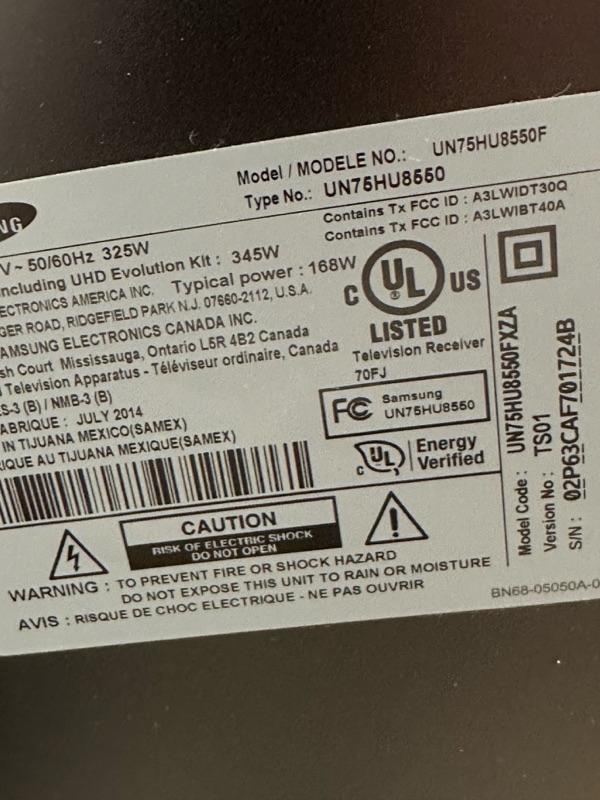 NG
Model / MODELE NO.: UN75HU8550F
Type No.: UN75HU8550
Contains Tx FCC ID : A3LWIDT30Q
Contains Tx FCC ID : A3LWIBT40A
V ~ 50/60Hz 325W
ncluding UHD Evolution Kit : 345W
ECTRONICS AMERICA INC. Typical power : 168W
GER ROAD, RIDGEFIELD PARK N.J. 07660-2112, U.S.A.
AMSUNG ELECTRONICS CANADA INC.
sh Court Mississauga, Ontario L5R 4B2 Canada
Television Apparatus - Téléviseur ordinaire, Canada
ES-3 (B) / NMB-3 (B)
ABRIQUE : JULY 2014
IN TIJUANA MEXICO(SAMEX)
IQUE AU TIJUANA MEXIQUE(SAMEX)
C UL ® US
LISTED
Television Receiver
70FJ
FC Samsung
UN75HU8550
C UL Energy
Verified
Model Code : UN75HU8550FXZA
Version No : TS01
S/N : 02P63CAF701724B
CAUTION
RISK OF ELECTRIC SHOCK
DO NOT OPEN
WARNING : TO PREVENT FIRE OR SHOCK HAZARD
DO NOT EXPOSE THIS UNIT TO RAIN OR MOISTURE
AVIS : RISQUE DE CHOC ELECTRIQUE - NE PAS OUVRIR
BN68-05050A-0